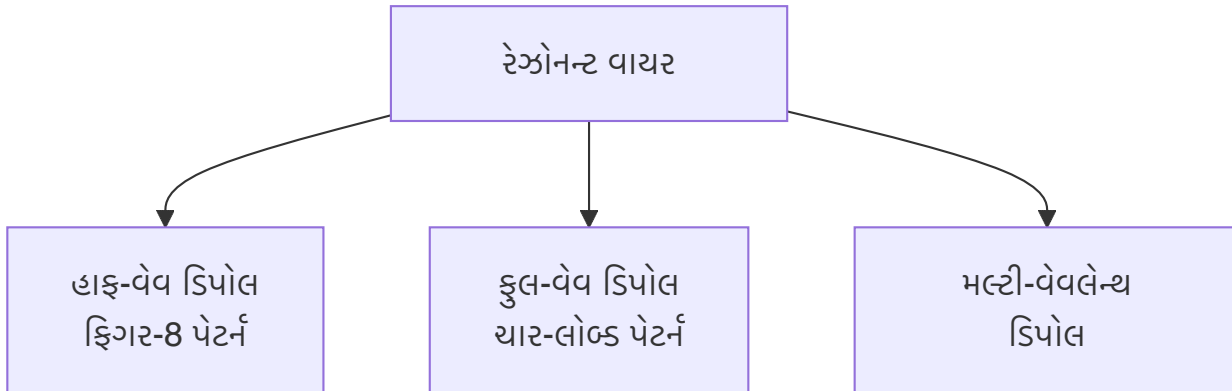 રેઝોનન્ટ વાયર
હાફ-વેવ ડિપોલ
ફિગર-8 પેટર્ન
ફુલ-વેવ ડિપોલ
ચાર-લોબ્ડ પેટર્ન
મલ્ટી-વેવલેન્થ
ડિપોલ